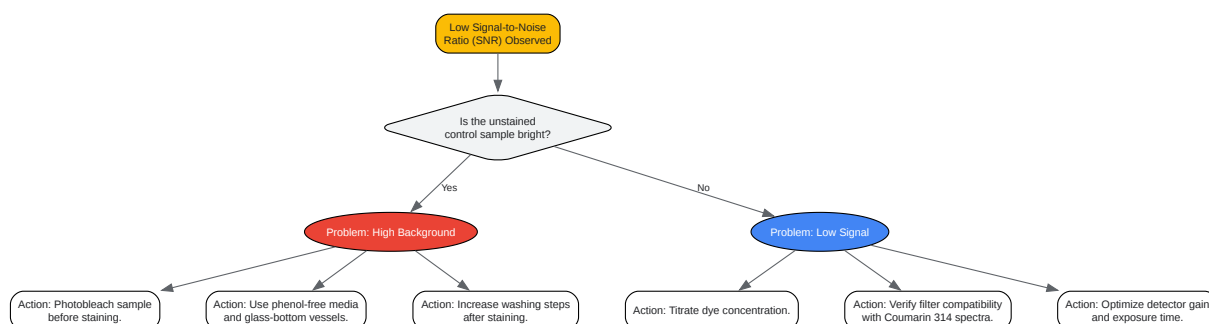 Low Signal-to-Noise
Ratio (SNR) Observed
Is the unstained
control sample bright?
Yes
No
Problem: High Background
Problem: Low Signal
Action: Photobleach sample
before staining.
Action: Use phenol-free media
and glass-bottom vessels.
Action: Increase washing steps
after staining.
Action: Titrate dye concentration.
Action: Verify filter compatibility
with Coumarin 314 spectra.
Action: Optimize detector gain
and exposure time.